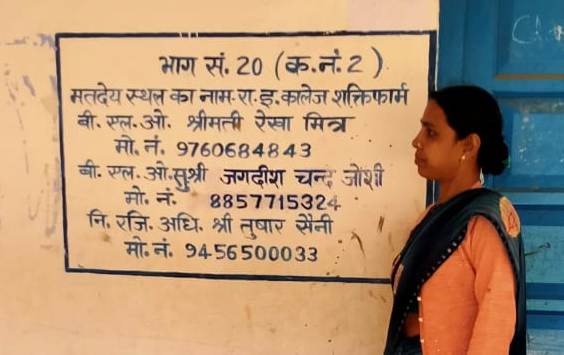 भाग सं. 20 (क.नं. 2)
मतदेय स्थल का नाम-रा.इ.कालेज शक्तिफार्म
बी. एल. ओ. श्रीमती रेखा मित्र
मो. नं. 9760684843
बी. एल. ओ. सुश्री जगदीश चन्द्र जोशी
मो. नं. 8857715324
नि. रजि. अधि. श्री तुषार सैनी
मो. नं. 9456500033